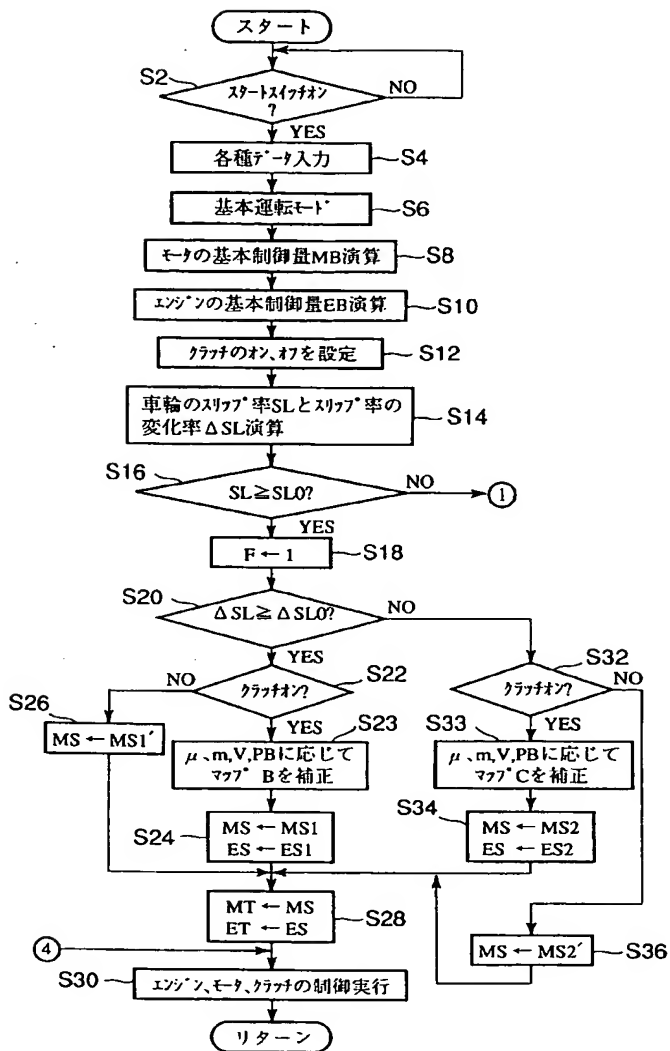 スタート
S2
スタートスイッチオン
?
NO
YES
各種データ入力
S4
基本運転モード
S6
モータの基本制御量MB演算
S8
エンジンの基本制御量EB演算
S10
クラッチのオン、オフを設定
S12
車輪のスリップ率SLとスリップ率の
変化率ΔSL演算
S14
S16
SL≧SL0?
NO
1
YES
F ← 1
S18
S20
ΔSL≧ΔSL0?
NO
YES
S22
クラッチオン?
NO
YES
S32
クラッチオン?
NO
YES
S26
MS ← MS1′
S23
μ、m,V,PBに応じて
マップBを補正
S33
μ、m,V,PBに応じて
マップCを補正
S24
MS ← MS1
ES ← ES1
S34
MS ← MS2
ES ← ES2
MT ← MS
ET ← ES
S28
4
MS ← MS2′
S36
S30
エンジン、モータ、クラッチの制御実行
リターン